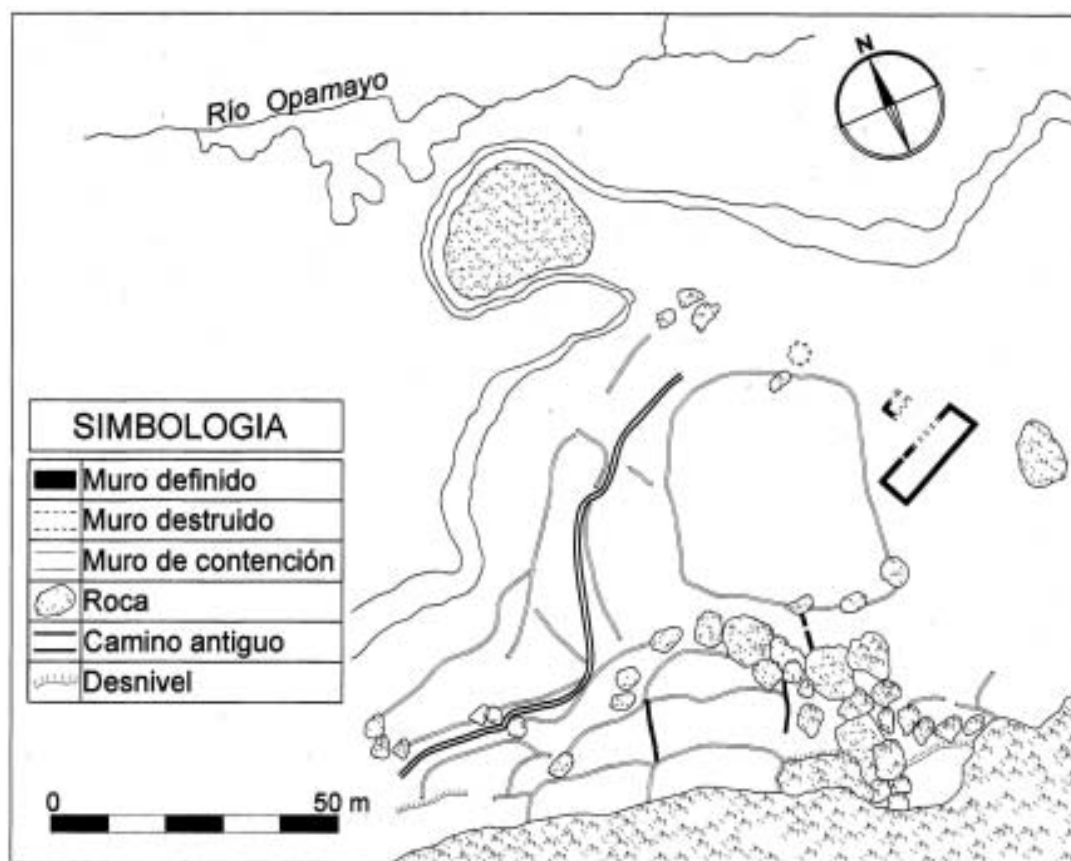 Río Opamayo
N
SIMBOLOGIA
Muro definido
Muro destruido
Muro de contención
Roca
Camino antiguo
Desnivel
0 50 m